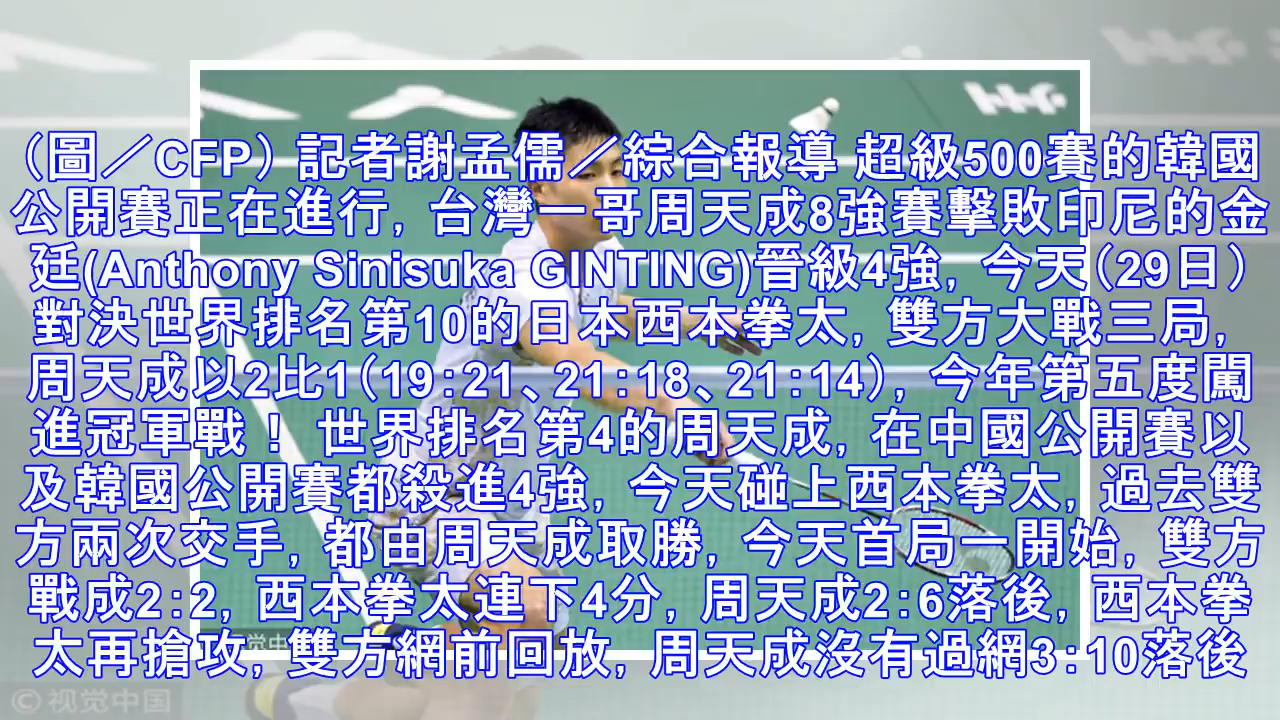 （圖／CFP）記者謝孟儒／綜合報導 超級500賽的韓國
公開賽正在進行, 台灣一哥周天成8強賽擊敗印尼的金
廷(Anthony Sinisuka GINTING)晉級4強, 今天（29日）
對決世界排名第10的日本西本拳太, 雙方大戰三局,
周天成以2比1（19：21、21：18、21：14）, 今年第五度闖
進冠軍戰！ 世界排名第4的周天成, 在中國公開賽以
及韓國公開賽都殺進4強, 今天碰上西本拳太, 過去雙
方兩次交手, 都由周天成取勝, 今天首局一開始, 雙方
戰成2：2, 西本拳太連下4分, 周天成2：6落後, 西本拳
太再搶攻, 雙方網前回放, 周天成沒有過網3：10落後
© 视觉中国